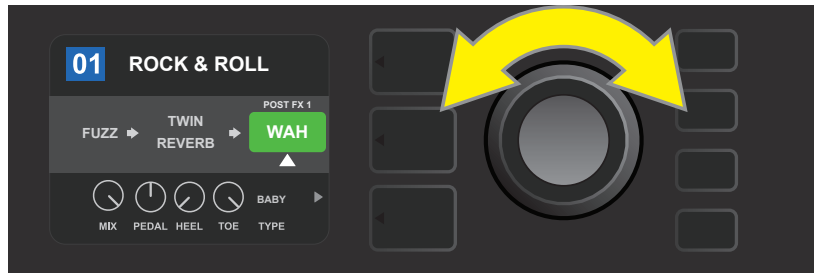 01 ROCK & ROLL
POST FX 1
FUZZ TWIN REVERB WAH
MIX PEDAL HEEL TOE BABY TYPE